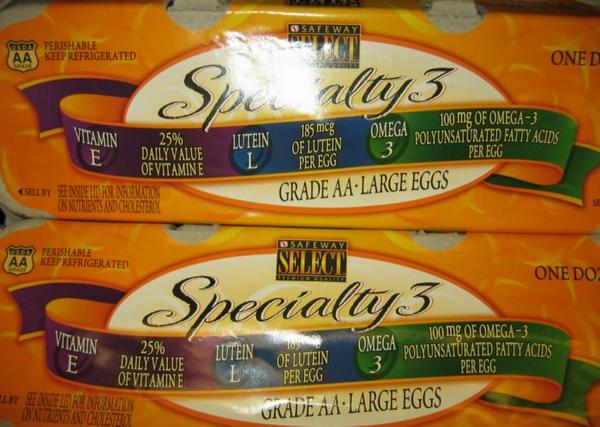 SAFEWAY
SELECT
USDA
AA
GRADE
PERISHABLE
KEEP REFRIGERATED
ONE D
Specialty 3
VITAMIN
E
25%
DAILY VALUE
OF VITAMIN E
LUTEIN
L
185 mcg
OF LUTEIN
PER EGG
OMEGA
3
100 mg OF OMEGA-3
POLYUNSATURATED FATTY ACIDS
PER EGG
SELL BY
SEE INSIDE LID FOR INFORMATION
ON NUTRIENTS AND CHOLESTEROL
GRADE AA · LARGE EGGS
SAFEWAY
SELECT
PREMIUM QUALITY
USDA
AA
GRADE
PERISHABLE
KEEP REFRIGERATED
ONE DOZ
Specialty 3
VITAMIN
E
25%
DAILY VALUE
OF VITAMIN E
LUTEIN
L
OF LUTEIN
PER EGG
OMEGA
3
100 mg OF OMEGA-3
POLYUNSATURATED FATTY ACIDS
PER EGG
LL BY
SEE INSIDE LID FOR INFORMATION
ON NUTRIENTS AND CHOLESTEROL
GRADE AA · LARGE EGGS